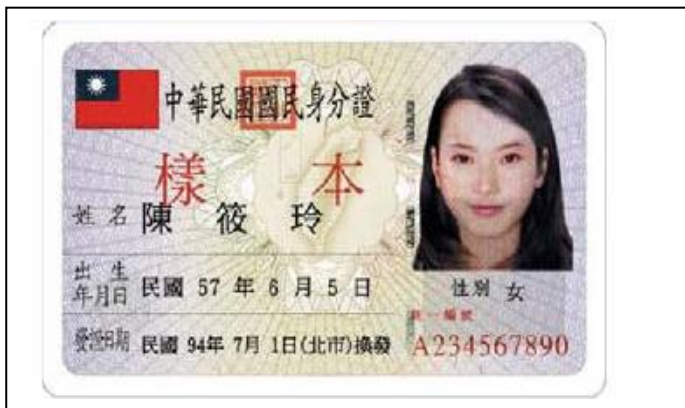 中華民國國民身分證
樣本
姓名 陳筱玲
出生年月日 民國 57 年 6 月 5 日
性別 女
統一編號
發證日期 民國 94年 7月 1日(北市)換發
A234567890